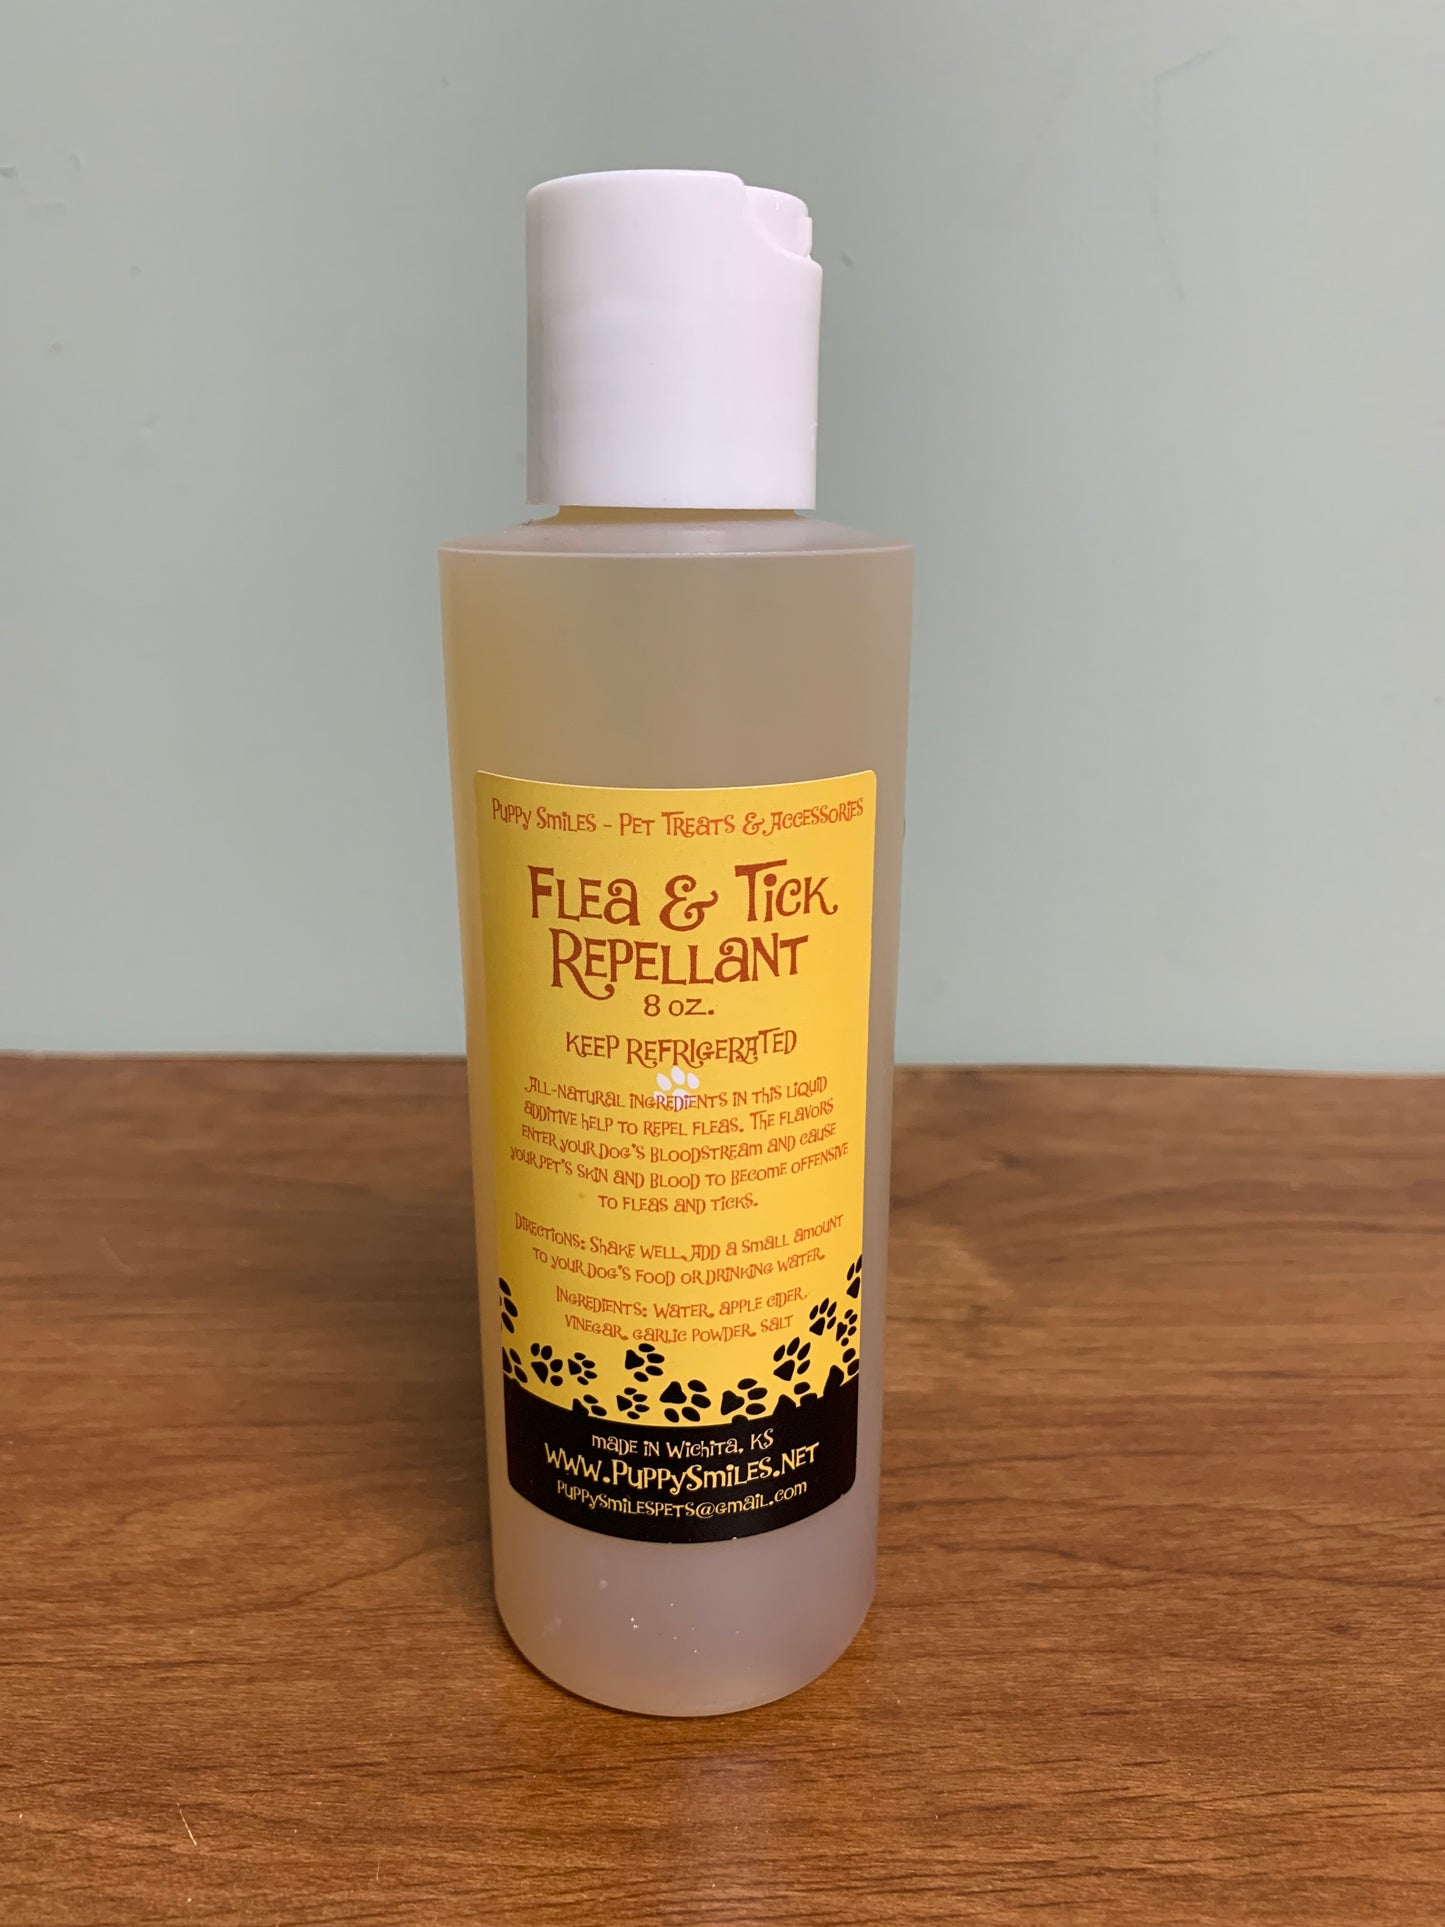 Puppy Smiles - Pet Treats & Accessories
Flea & Tick
Repellant
8 oz.
KEEP REFRIGERATED
All-natural ingredients in this liquid
additive help to repel fleas. The flavors
enter your dog's bloodstream and cause
your pet's skin and blood to become offensive
to fleas and ticks.
Directions: Shake well. Add a small amount
to your dog's food or drinking water.
Ingredients: Water, apple cider
vinegar, garlic powder, salt
made in Wichita, KS
www.PuppySmiles.net
puppysmilespets@gmail.com